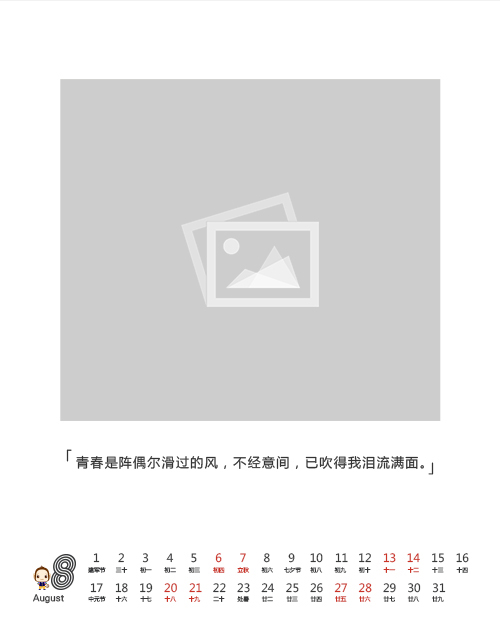 「青春是阵偶尔滑过的风，不经意间，已吹得我泪流满面。」
8
August
1 2 3 4 5 6 7 8 9 10 11 12 13 14 15 16
建军节 三十 初一 初二 初三 初四 立秋 初六 七夕节 初八 初九 初十 十一 十二 十三 十四
17 18 19 20 21 22 23 24 25 26 27 28 29 30 31
中元节 十六 十七 十八 十九 二十 处暑 廿二 廿三 廿四 廿五 廿六 廿七 廿八 廿九